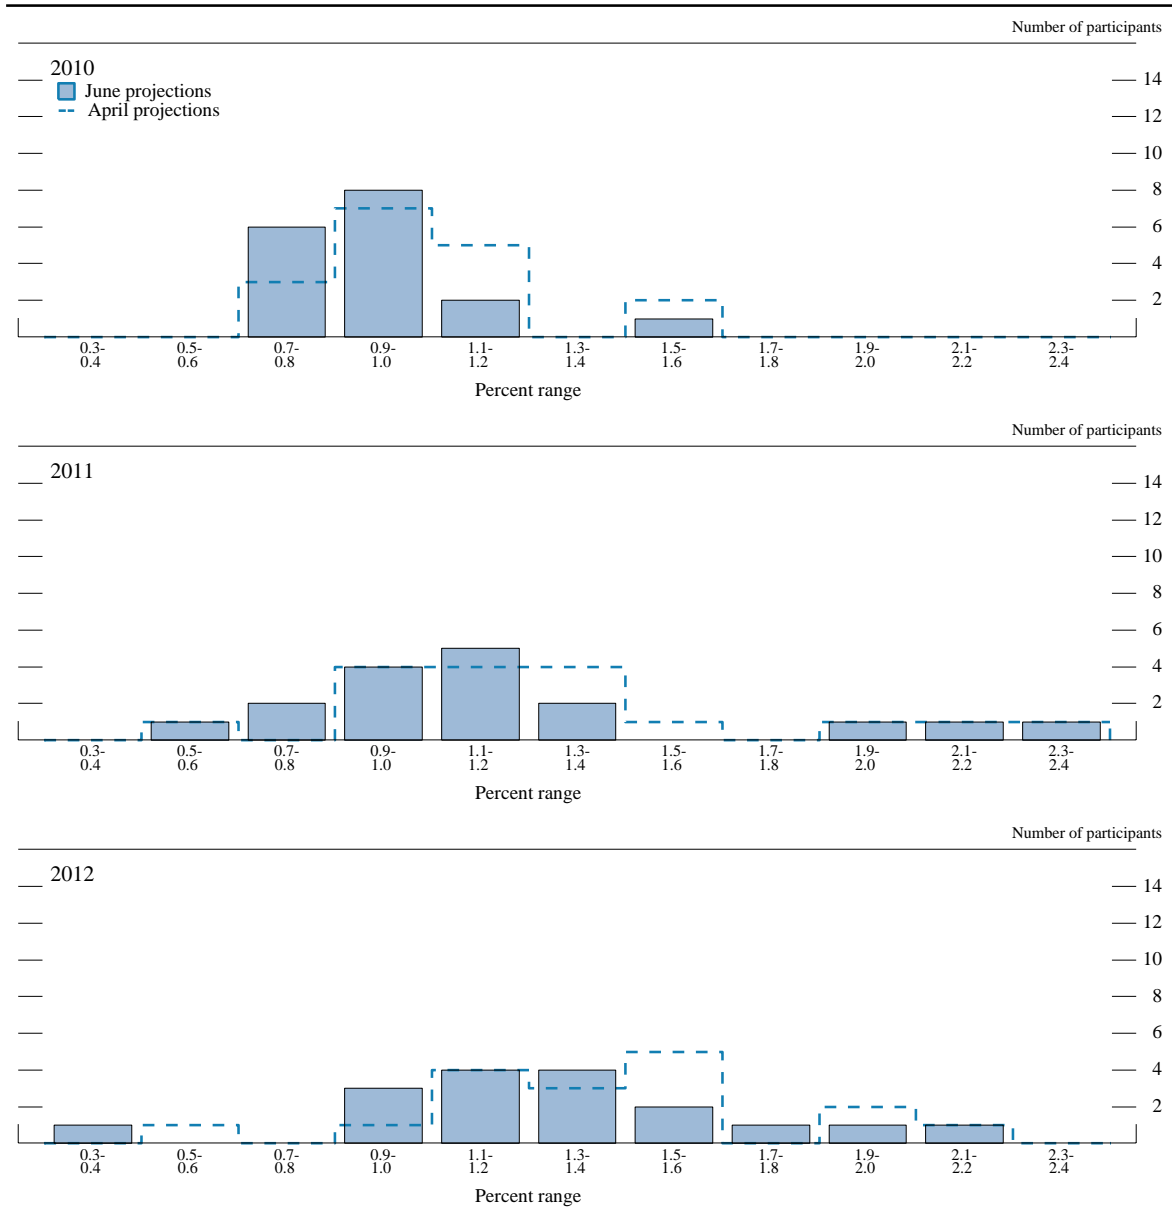 Number of participants
2010
June projections
April projections
14
12
10
8
6
4
2
0.3- 0.5- 0.7- 0.9- 1.1- 1.3- 1.5- 1.7- 1.9- 2.1- 2.3-
0.4 0.6 0.8 1.0 1.2 1.4 1.6 1.8 2.0 2.2 2.4
Percent range
Number of participants
2011
14
12
10
8
6
4
2
0.3- 0.5- 0.7- 0.9- 1.1- 1.3- 1.5- 1.7- 1.9- 2.1- 2.3-
0.4 0.6 0.8 1.0 1.2 1.4 1.6 1.8 2.0 2.2 2.4
Percent range
Number of participants
2012
14
12
10
8
6
4
2
0.3- 0.5- 0.7- 0.9- 1.1- 1.3- 1.5- 1.7- 1.9- 2.1- 2.3-
0.4 0.6 0.8 1.0 1.2 1.4 1.6 1.8 2.0 2.2 2.4
Percent range